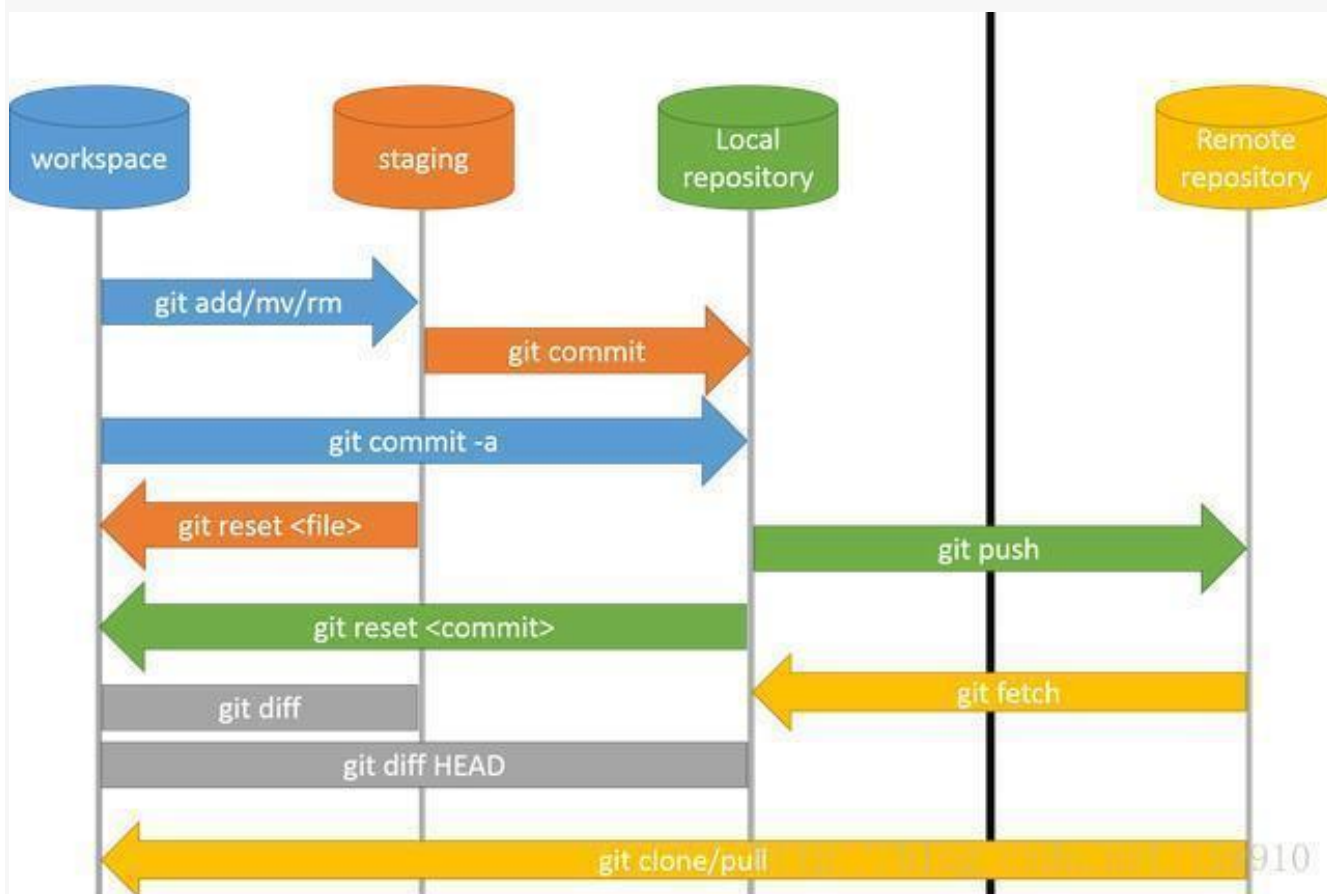 workspace
staging
Local
repository
Remote
repository
git add/mv/rm
git commit
git commit -a
git reset <file>
git push
git reset <commit>
git fetch
git diff
git diff HEAD
git clone/pull
910